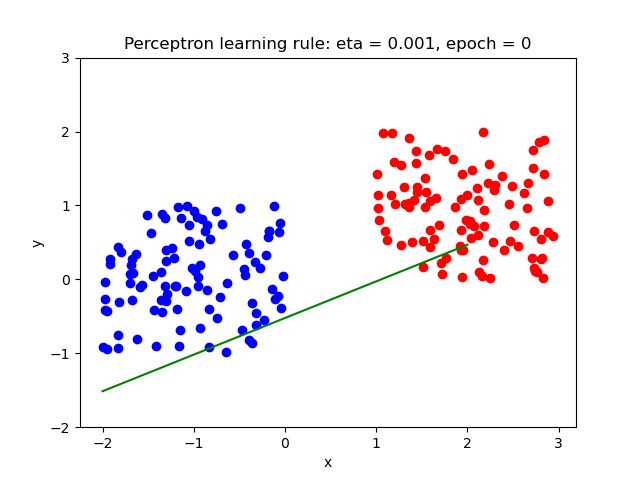 Perceptron learning rule: eta = 0.001, epoch = 0
3
2
1
0
−1
−2
y
−2 −1 0 1 2 3
x